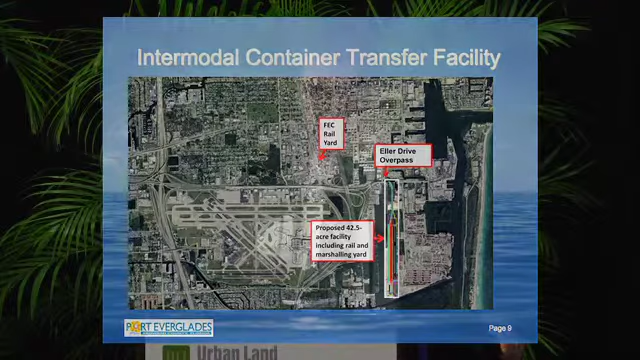 Intermodal Container Transfer Facility
FEC
Rail
Yard
Eller Drive
Overpass
Proposed 42.5-
acre facility
including rail and
marshalling yard
PORT EVERGLADES
Page 9
Urban Land